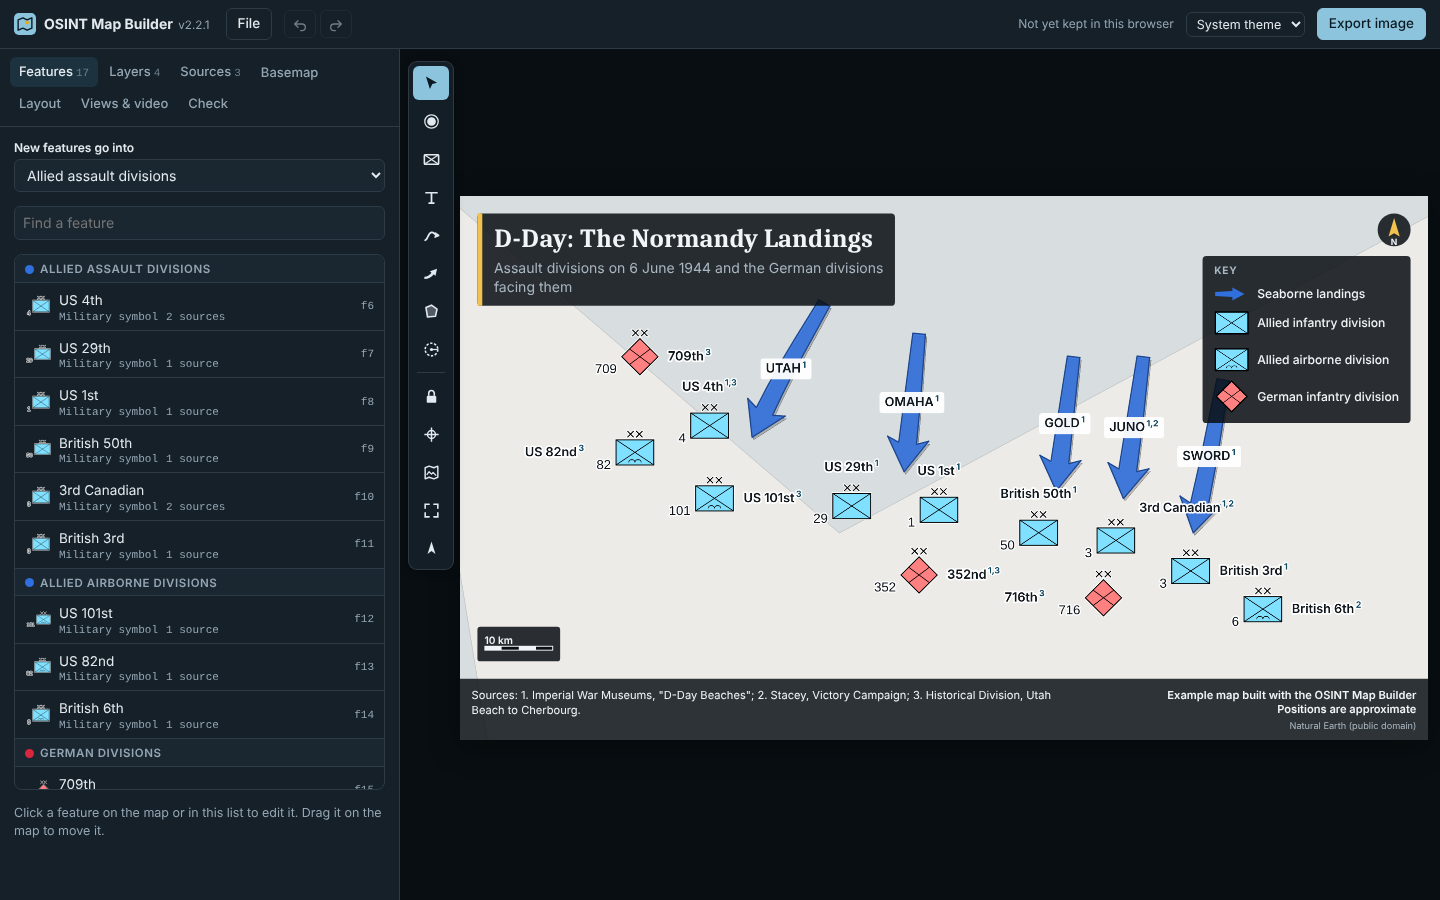 OSINT Map Builder v2.2.1
File
Not yet kept in this browser
System theme
Export image
Features 17
Layers 4
Sources 3
Basemap
Layout
Views & video
Check
New features go into
Allied assault divisions
Find a feature
ALLIED ASSAULT DIVISIONS
US 4th
Military symbol 2 sources
f6
US 29th
Military symbol 1 source
f7
US 1st
Military symbol 1 source
f8
British 50th
Military symbol 1 source
f9
3rd Canadian
Military symbol 2 sources
f10
British 3rd
Military symbol 1 source
f11
ALLIED AIRBORNE DIVISIONS
US 101st
Military symbol 1 source
f12
US 82nd
Military symbol 1 source
f13
British 6th
Military symbol 1 source
f14
GERMAN DIVISIONS
709th
f15
Click a feature on the map or in this list to edit it. Drag it on the
map to move it.
D-Day: The Normandy Landings
Assault divisions on 6 June 1944 and the German divisions
facing them
N
KEY
Seaborne landings
Allied infantry division
Allied airborne division
German infantry division
709
709th 3
UTAH 1
US 4th 1,3
4
OMAHA 1
GOLD 1
JUNO 1,2
SWORD 1
US 82nd 3
82
US 29th 1
US 1st 1
101
US 101st 3
29
1
British 50th 1
3rd Canadian 1,2
50
3
352
352nd 1,3
3
British 3rd 1
716th 3
716
6
British 6th 2
10 km
Sources: 1. Imperial War Museums, "D-Day Beaches"; 2. Stacey, Victory Campaign; 3. Historical Division, Utah
Beach to Cherbourg.
Example map built with the OSINT Map Builder
Positions are approximate
Natural Earth (public domain)